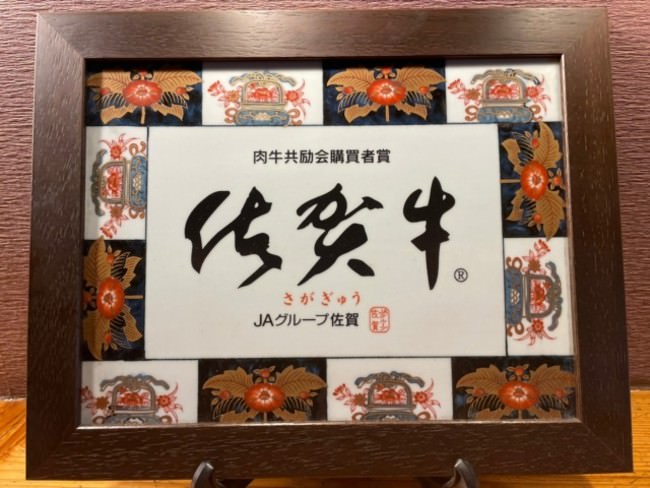 肉牛共励会購買者賞
佐賀牛®
さがぎゅう
JAグループ佐賀